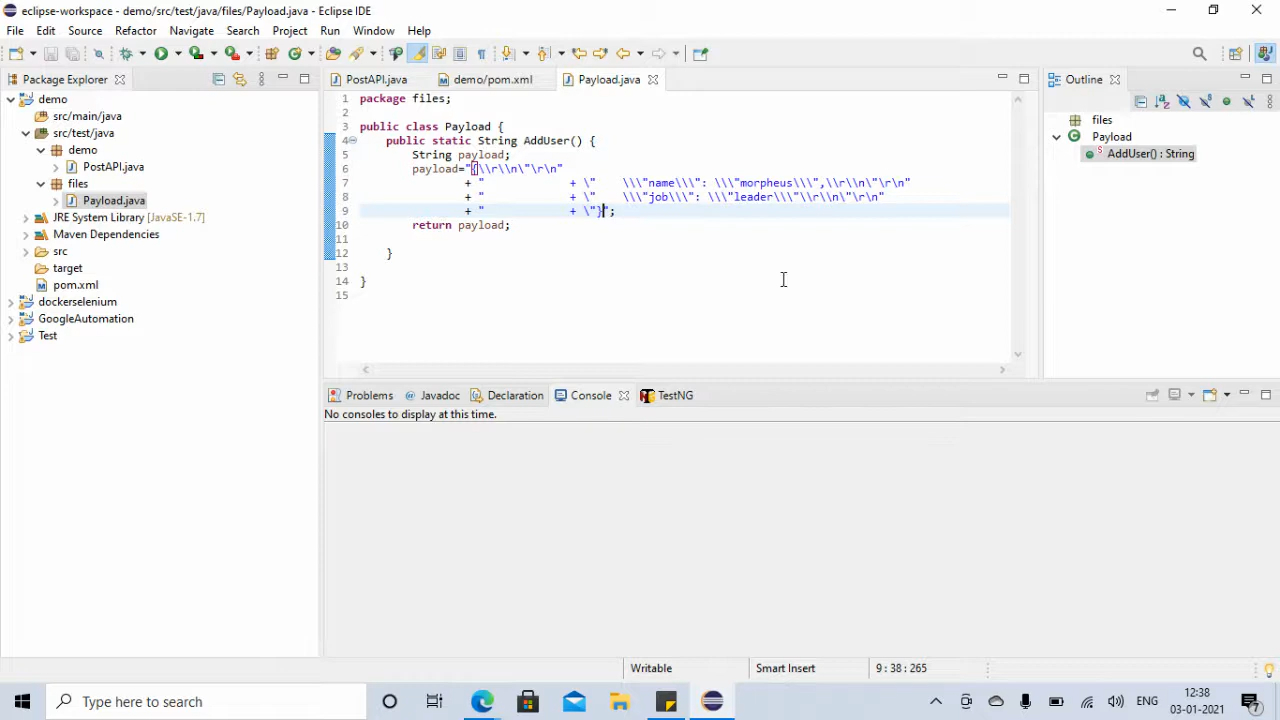 eclipse-workspace - demo/src/test/java/files/Payload.java - Eclipse IDE
File Edit Source Refactor Navigate Search Project Run Window Help
Package Explorer
demo
src/main/java
src/test/java
demo
PostAPI.java
files
Payload.java
JRE System Library [JavaSE-1.7]
Maven Dependencies
src
target
pom.xml
dockerselenium
GoogleAutomation
Test
PostAPI.java demo/pom.xml Payload.java
1 package files;
2
3 public class Payload {
4 public static String AddUser() {
5 String payload;
6 payload="{\\r\\n\"\r\n"
7 + "            + \"    \\\"name\\\": \\\"morpheus\\\",\\r\\n\"\r\n"
8 + "            + \"    \\\"job\\\": \\\"leader\\\"\\r\\n\"\r\n"
9 + "            + \"}";
10 return payload;
11
12 }
13
14 }
15
Outline
files
Payload
AddUser() : String
Problems Javadoc Declaration Console TestNG
No consoles to display at this time.
Writable Smart Insert 9 : 38 : 265
Type here to search
ENG
12:38
03-01-2021
7